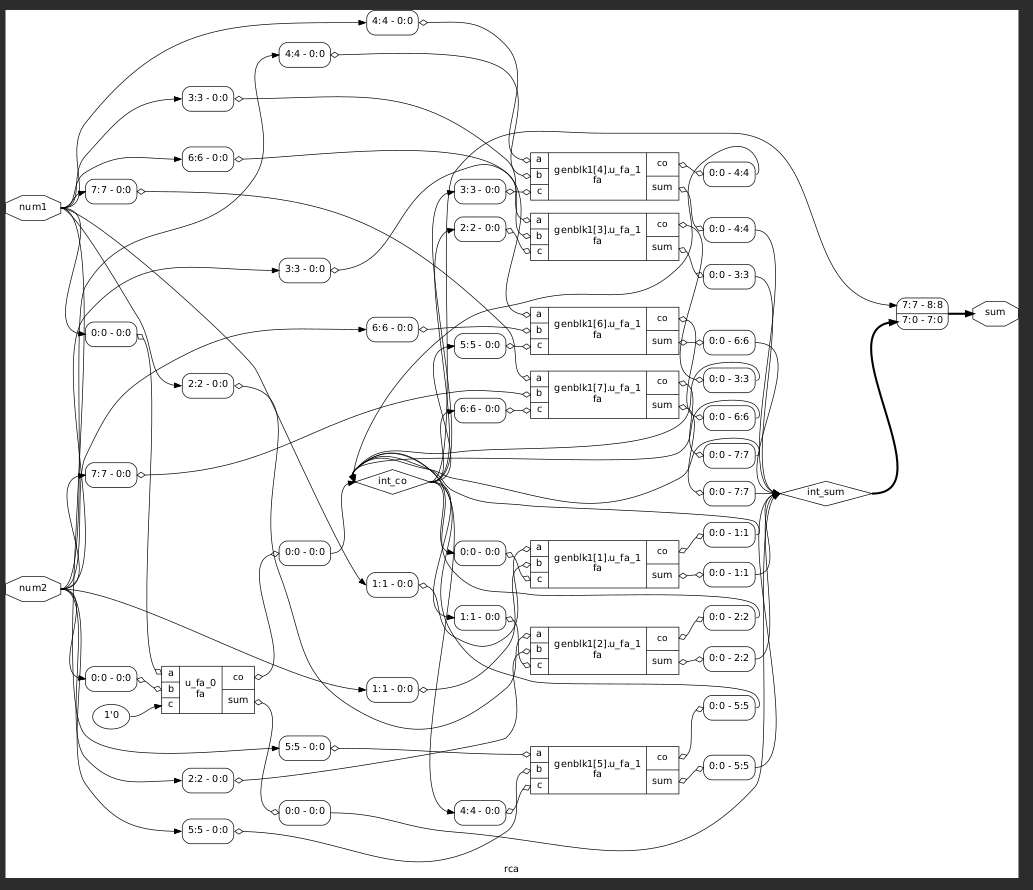 4:4 - 0:0
4:4 - 0:0
3:3 - 0:0
6:6 - 0:0
7:7 - 0:0
num1
3:3 - 0:0
0:0 - 0:0
6:6 - 0:0
2:2 - 0:0
7:7 - 0:0
int_co
0:0 - 0:0
num2
1:1 - 0:0
0:0 - 0:0
1'0
a
b
c
u_fa_0
fa
co
sum
1:1 - 0:0
5:5 - 0:0
2:2 - 0:0
0:0 - 0:0
5:5 - 0:0
3:3 - 0:0
2:2 - 0:0
5:5 - 0:0
6:6 - 0:0
0:0 - 0:0
1:1 - 0:0
4:4 - 0:0
a
b
c
genblk1[4].u_fa_1
fa
co
sum
a
b
c
genblk1[3].u_fa_1
fa
co
sum
a
b
c
genblk1[6].u_fa_1
fa
co
sum
a
b
c
genblk1[7].u_fa_1
fa
co
sum
a
b
c
genblk1[1].u_fa_1
fa
co
sum
a
b
c
genblk1[2].u_fa_1
fa
co
sum
a
b
c
genblk1[5].u_fa_1
fa
co
sum
0:0 - 4:4
0:0 - 4:4
0:0 - 3:3
0:0 - 6:6
0:0 - 3:3
0:0 - 6:6
0:0 - 7:7
0:0 - 7:7
0:0 - 1:1
0:0 - 1:1
0:0 - 2:2
0:0 - 2:2
0:0 - 5:5
0:0 - 5:5
int_sum
7:7 - 8:8
7:0 - 7:0
sum
rca